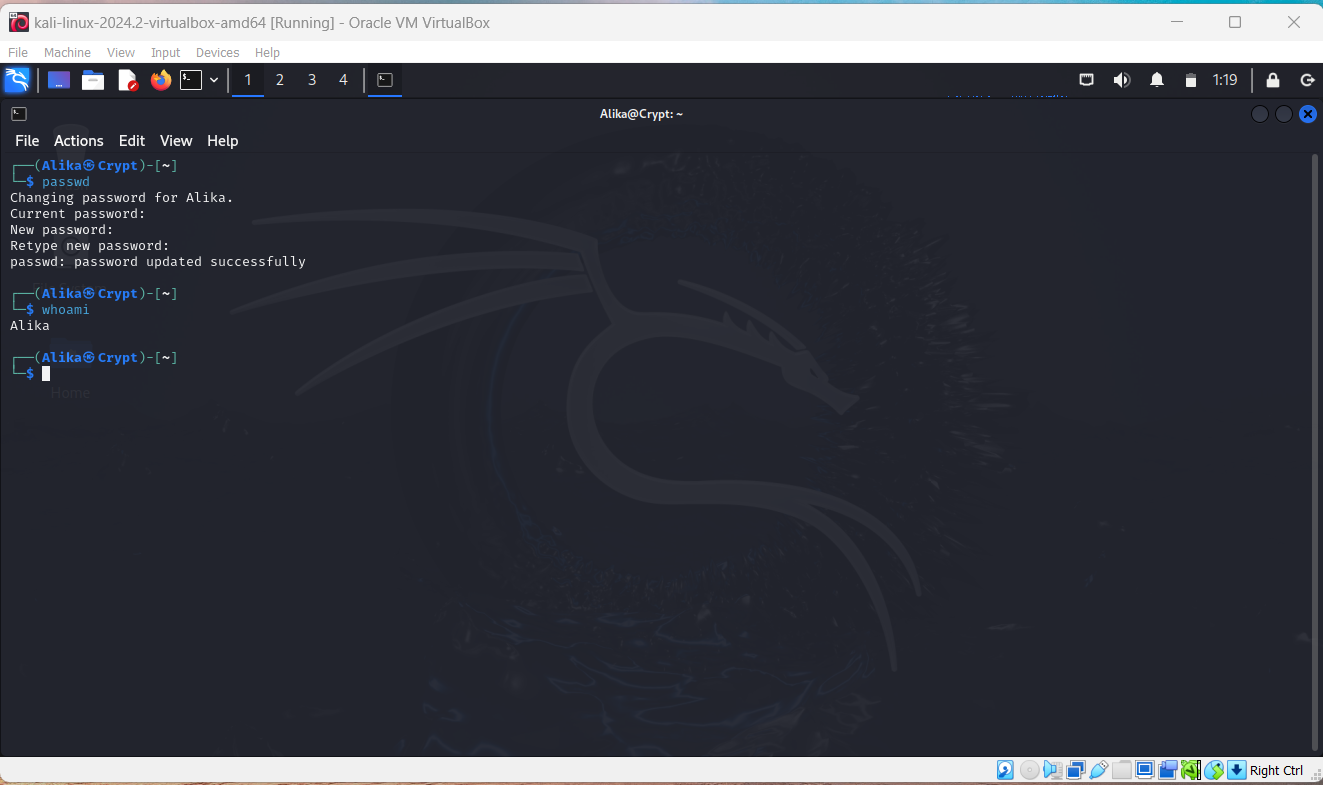 kali-linux-2024.2-virtualbox-amd64 [Running] - Oracle VM VirtualBox
File Machine View Input Devices Help
1 2 3 4 1:19
Alika@Crypt: ~
File Actions Edit View Help
┌──(Alika㉿Crypt)-[~]
└─$ passwd
Changing password for Alika.
Current password:
New password:
Retype new password:
passwd: password updated successfully
┌──(Alika㉿Crypt)-[~]
└─$ whoami
Alika
┌──(Alika㉿Crypt)-[~]
└─$
Home
Right Ctrl